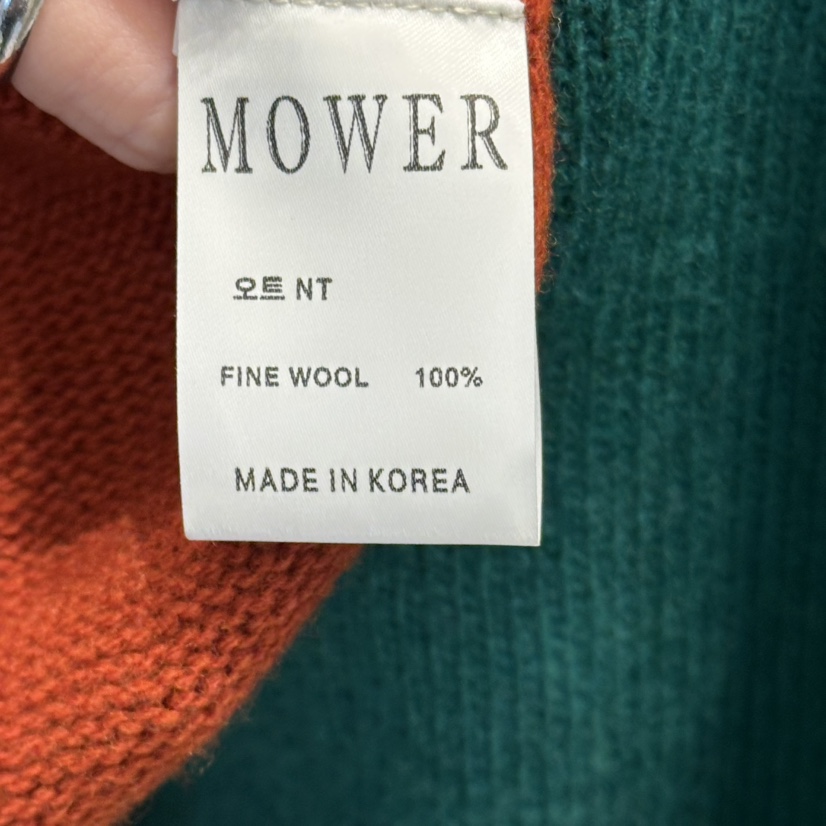 MOWER
오트 NT
FINE WOOL 100%
MADE IN KOREA